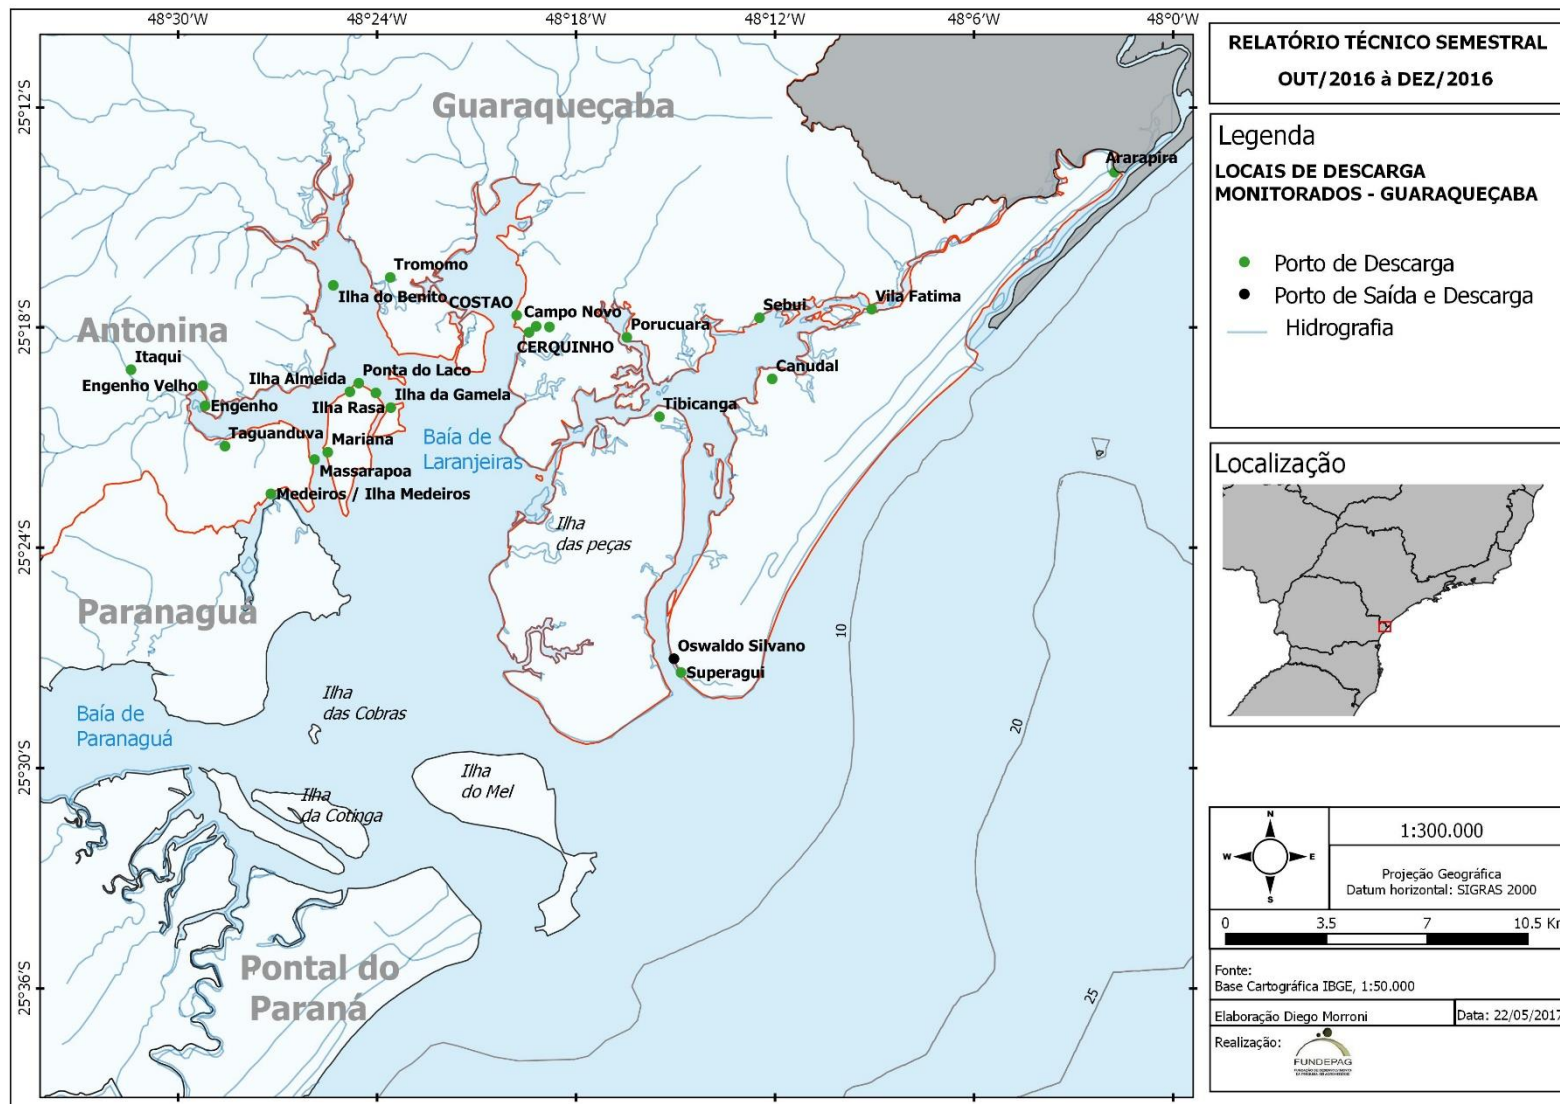 48°30'W
48°24'W
48°18'W
48°12'W
48°6'W
48°0'W
25°12'S
25°18'S
25°24'S
25°30'S
25°36'S
Guaraqueçaba
Ararapira
Tromomo
Ilha do Benito
COSTAO
Campo Novo
CERQUINHO
Porucuara
Sebui
Vila Fatima
Canudal
Tibicanga
Antonina
Itaqui
Engenho Velho
Engenho
Taguanduva
Ilha Almeida
Ponta do Laco
Ilha da Gamela
Ilha Rasa
Mariana
Massarapoa
Medeiros / Ilha Medeiros
Baía de
Laranjeiras
Ilha
das peças
Paranaguá
Oswaldo Silvano
Superagui
Baía de
Paranaguá
Ilha
das Cobras
Ilha
da Cotinga
Ilha
do Mel
Pontal do
Paraná
10
20
25
RELATÓRIO TÉCNICO SEMESTRAL
OUT/2016 à DEZ/2016
Legenda
LOCAIS DE DESCARGA
MONITORADOS - GUARAQUEÇABA
Porto de Descarga
Porto de Saída e Descarga
Hidrografia
Localização
N
W E
S
1:300.000
Projeção Geográfica
Datum horizontal: SIGRAS 2000
0 3.5 7 10.5 Km
Fonte:
Base Cartográfica IBGE, 1:50.000
Elaboração Diego Morroni
Data: 22/05/2017
Realização:
FUNDEPAG